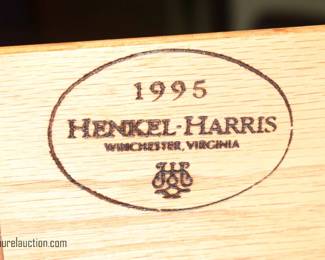 1995
HENKEL-HARRIS
WINCHESTER, VIRGINIA
urelauction.com